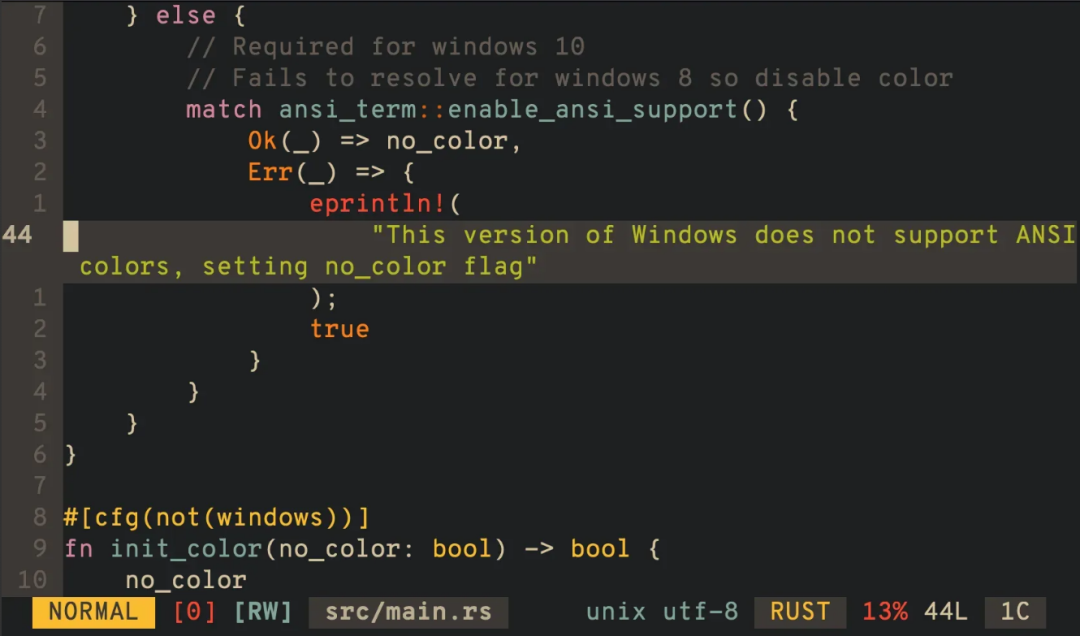 7 } else {
6 // Required for windows 10
5 // Fails to resolve for windows 8 so disable color
4 match ansi_term::enable_ansi_support() {
3 Ok(_) => no_color,
2 Err(_) => {
1 eprintln!(
44 "This version of Windows does not support ANSI
colors, setting no_color flag"
1 );
2 true
3 }
4 }
5 }
6 }
7
8 #[cfg(not(windows))]
9 fn init_color(no_color: bool) -> bool {
10 no_color
NORMAL [0] [RW] src/main.rs unix utf-8 RUST 13% 44L 1C